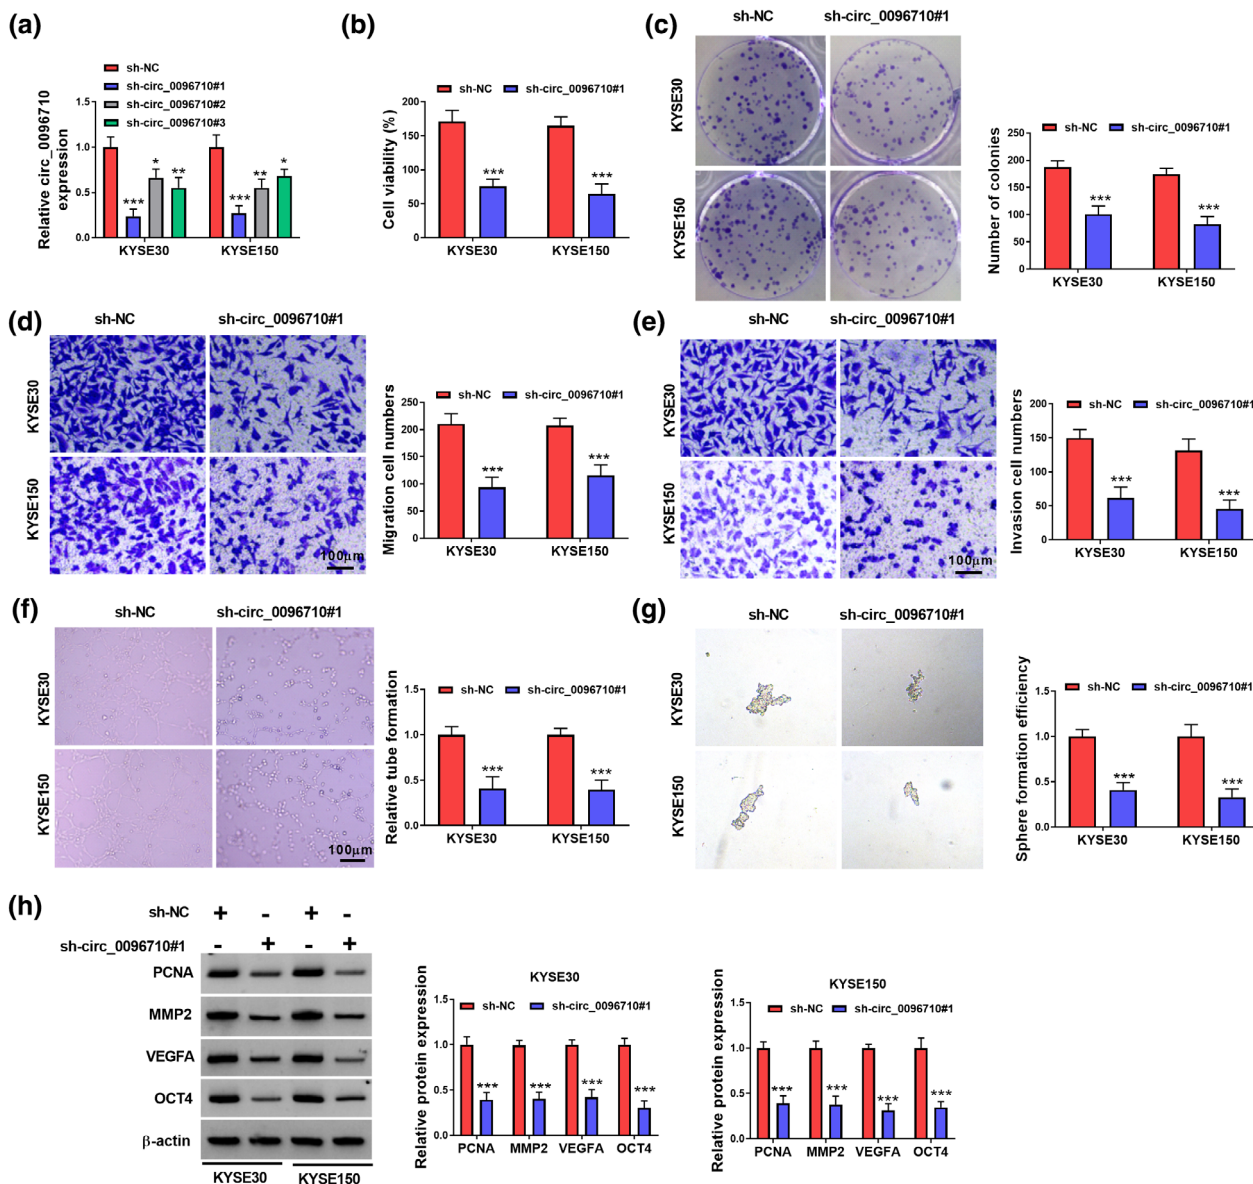 (a)
sh-NC
sh-circ_0096710#1
sh-circ_0096710#2
sh-circ_0096710#3
Relative circ_0096710
expression
1.5
1.0
0.5
0.0
***
*
**
***
**
*
KYSE30
KYSE150
(b)
sh-NC
sh-circ_0096710#1
Cell viability (%)
200
150
100
50
0
***
***
KYSE30
KYSE150
(c)
sh-NC
sh-circ_0096710#1
KYSE30
KYSE150
sh-NC
sh-circ_0096710#1
Number of colonies
250
200
150
100
50
0
***
***
KYSE30
KYSE150
(d)
sh-NC
sh-circ_0096710#1
KYSE30
KYSE150
100μm
sh-NC
sh-circ_0096710#1
Migration cell numbers
250
200
150
100
50
0
***
***
KYSE30
KYSE150
(e)
sh-NC
sh-circ_0096710#1
KYSE30
KYSE150
100μm
sh-NC
sh-circ_0096710#1
Invasion cell numbers
200
150
100
50
0
***
***
KYSE30
KYSE150
(f)
sh-NC
sh-circ_0096710#1
KYSE30
KYSE150
100μm
sh-NC
sh-circ_0096710#1
Relative tube formation
1.5
1.0
0.5
0.0
***
***
KYSE30
KYSE150
(g)
sh-NC
sh-circ_0096710#1
KYSE30
KYSE150
sh-NC
sh-circ_0096710#1
Sphere formation efficiency
1.5
1.0
0.5
0.0
***
***
KYSE30
KYSE150
(h)
sh-NC + - + -
sh-circ_0096710#1 - + - +
PCNA
MMP2
VEGFA
OCT4
β-actin
KYSE30
KYSE150
KYSE30
sh-NC
sh-circ_0096710#1
Relative protein expression
1.5
1.0
0.5
0.0
***
***
***
***
PCNA
MMP2
VEGFA
OCT4
KYSE150
sh-NC
sh-circ_0096710#1
Relative protein expression
1.5
1.0
0.5
0.0
***
***
***
***
PCNA
MMP2
VEGFA
OCT4